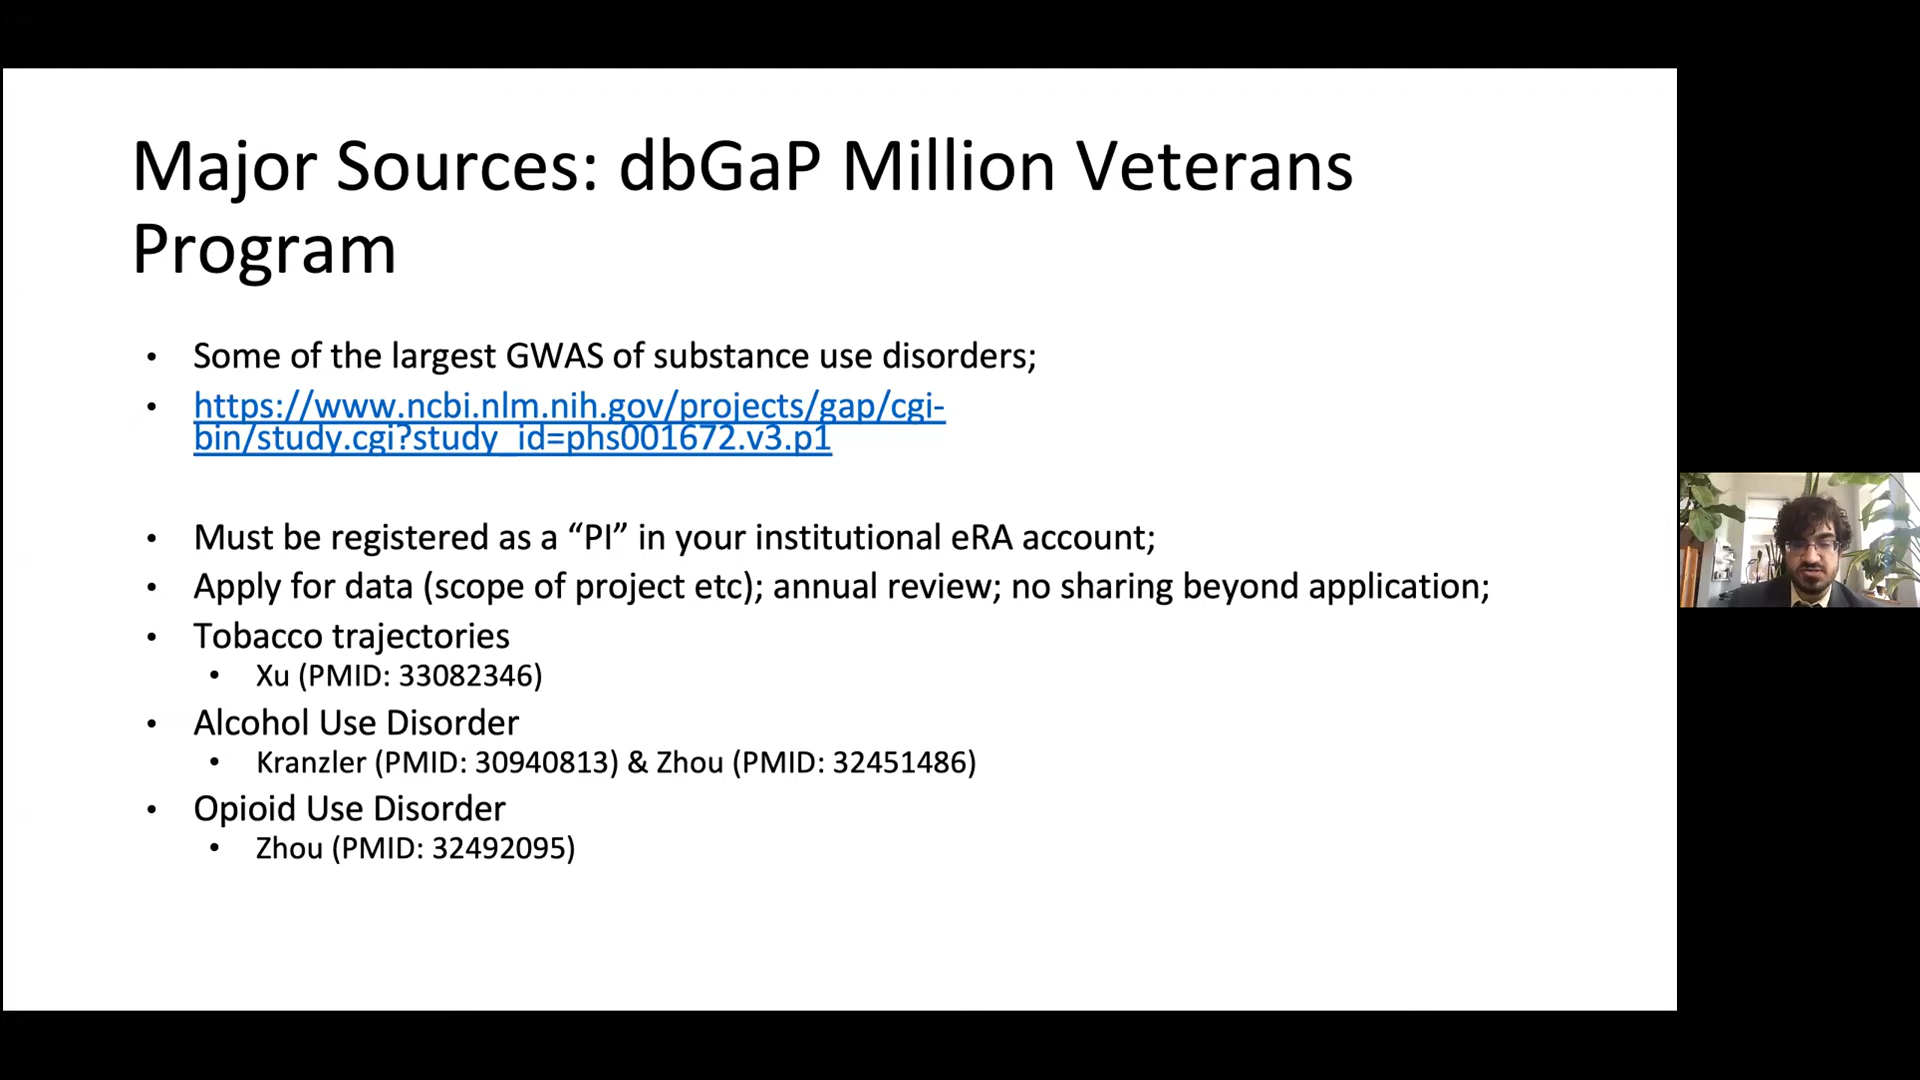 Major Sources: dbGaP Million Veterans
Program
• Some of the largest GWAS of substance use disorders;
• https://www.ncbi.nlm.nih.gov/projects/gap/cgi-
bin/study.cgi?study_id=phs001672.v3.p1
• Must be registered as a “PI” in your institutional eRA account;
• Apply for data (scope of project etc); annual review; no sharing beyond application;
• Tobacco trajectories
• Xu (PMID: 33082346)
• Alcohol Use Disorder
• Kranzler (PMID: 30940813) & Zhou (PMID: 32451486)
• Opioid Use Disorder
• Zhou (PMID: 32492095)